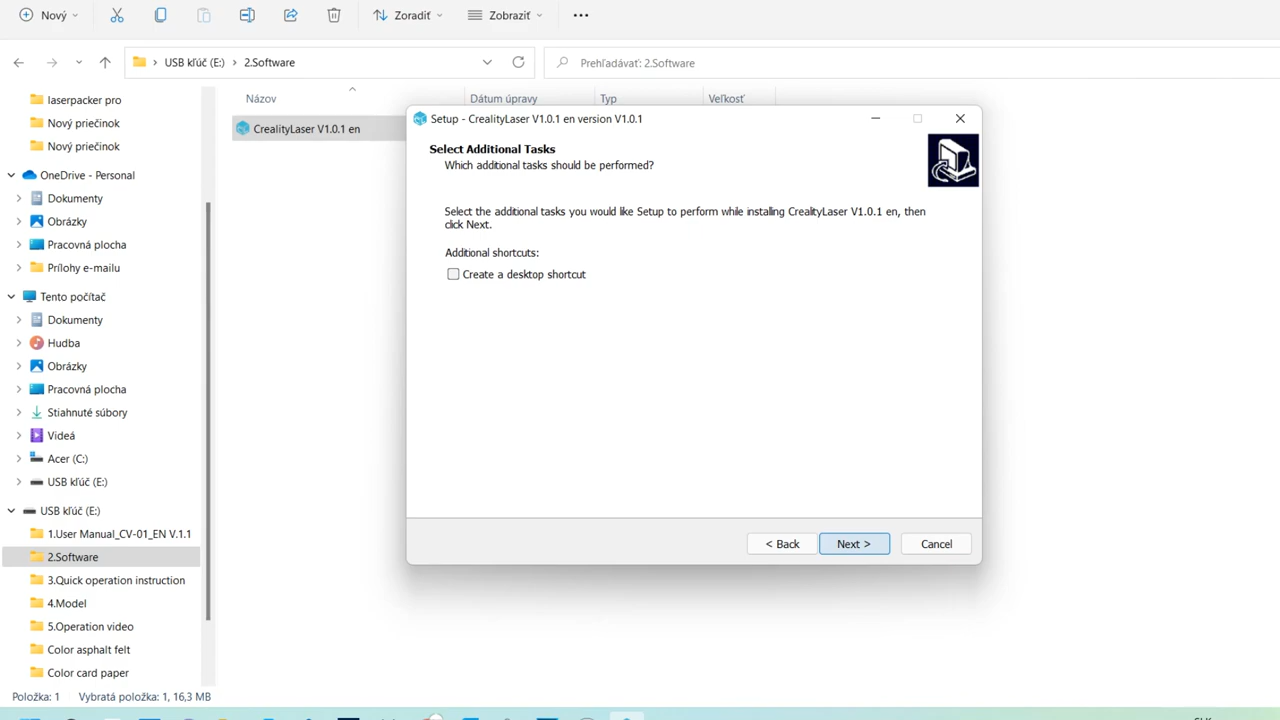 Nový
Zoradiť
Zobraziť
USB kľúč (E:)
2.Software
Prehľadávať: 2.Software
laserpacker pro
Nový priečinok
Nový priečinok
OneDrive - Personal
Dokumenty
Obrázky
Pracovná plocha
Prílohy e-mailu
Tento počítač
Dokumenty
Hudba
Obrázky
Pracovná plocha
Stiahnuté súbory
Videá
Acer (C:)
USB kľúč (E:)
USB kľúč (E:)
1.User Manual_CV-01_EN V.1.1
2.Software
3.Quick operation instruction
4.Model
5.Operation video
Color asphalt felt
Color card paper
Názov
Dátum úpravy
Typ
Veľkosť
CrealityLaser V1.0.1 en
Setup - CrealityLaser V1.0.1 en version V1.0.1
Select Additional Tasks
Which additional tasks should be performed?
Select the additional tasks you would like Setup to perform while installing CrealityLaser V1.0.1 en, then
click Next.
Additional shortcuts:
Create a desktop shortcut
< Back
Next >
Cancel
Položka: 1
Vybratá položka: 1, 16,3 MB